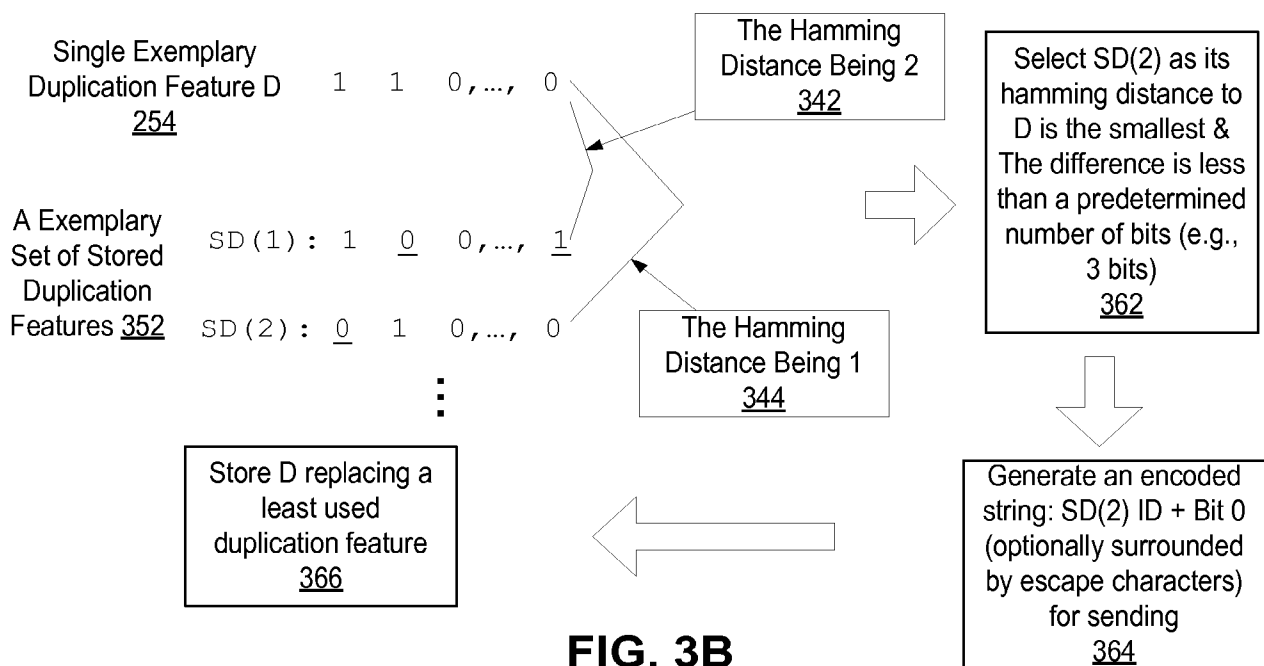 Single Exemplary
Duplication Feature D
254
1 1 0,…, 0
The Hamming
Distance Being 2
342
A Exemplary
Set of Stored
Duplication
Features 352
SD(1): 1 0 0,…, 1
SD(2): 0 1 0,…, 0
The Hamming
Distance Being 1
344
Select SD(2) as its
hamming distance to
D is the smallest &
The difference is less
than a predetermined
number of bits (e.g.,
3 bits)
362
Generate an encoded
string: SD(2) ID + Bit 0
(optionally surrounded
by escape characters)
for sending
364
Store D replacing a
least used
duplication feature
366
FIG. 3B